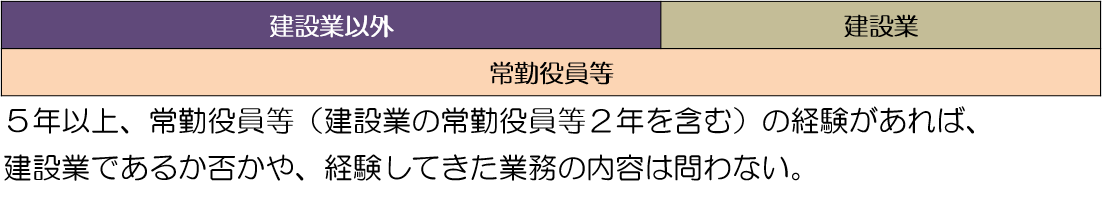 建設業以外 建設業
常勤役員等
５年以上、常勤役員等（建設業の常勤役員等２年を含む）の経験があれば、
建設業であるか否かや、経験してきた業務の内容は問わない。